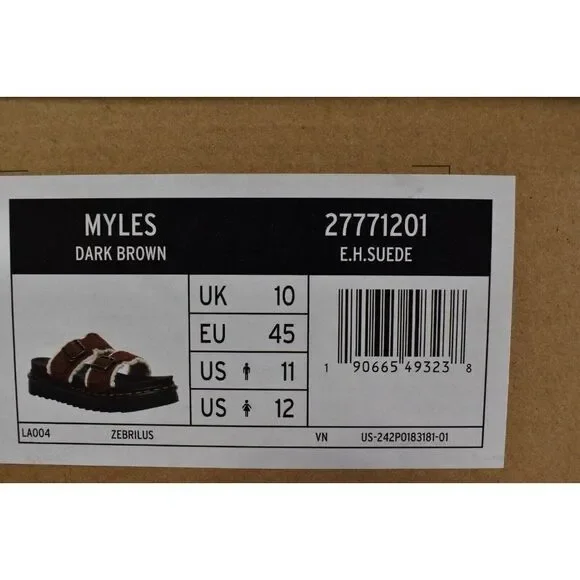 MYLES
DARK BROWN
27771201
E.H.SUEDE
UK 10
EU 45
US 11
US 12
1 90665 49323 8
LA004 ZEBRILUS VN US-242P0183181-01